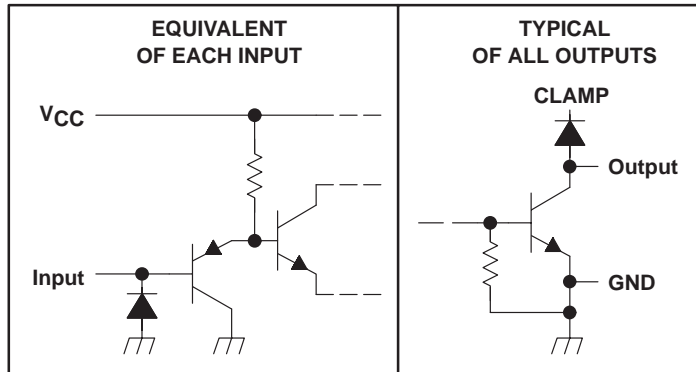 EQUIVALENT
OF EACH INPUT
VCC
Input
TYPICAL
OF ALL OUTPUTS
CLAMP
Output
GND